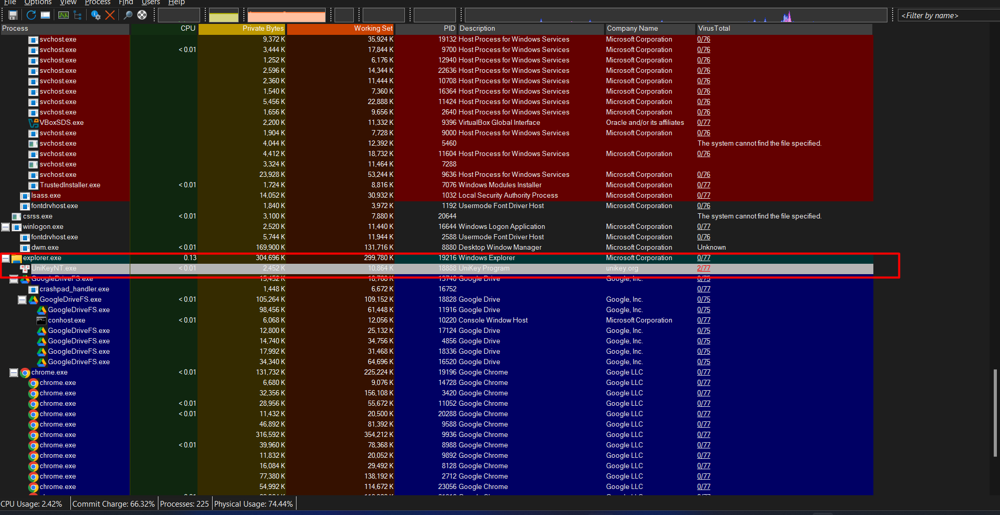 File Options View Process Find Users Help
<Filter by name>
Process CPU Private Bytes Working Set PID Description Company Name VirusTotal
svchost.exe 9,372 K 35,924 K 19132 Host Process for Windows Services Microsoft Corporation 0/76
svchost.exe < 0.01 3,444 K 17,844 K 9700 Host Process for Windows Services Microsoft Corporation 0/76
svchost.exe 1,252 K 6,176 K 12940 Host Process for Windows Services Microsoft Corporation 0/76
svchost.exe 2,596 K 14,344 K 22636 Host Process for Windows Services Microsoft Corporation 0/76
svchost.exe 2,360 K 11,444 K 10708 Host Process for Windows Services Microsoft Corporation 0/76
svchost.exe 1,540 K 7,360 K 16364 Host Process for Windows Services Microsoft Corporation 0/76
svchost.exe 5,456 K 22,888 K 11424 Host Process for Windows Services Microsoft Corporation 0/76
svchost.exe 1,656 K 9,656 K 2640 Host Process for Windows Services Microsoft Corporation 0/76
VBoxSDS.exe 2,200 K 11,332 K 9396 VirtualBox Global Interface Oracle and/or its affiliates 0/77
svchost.exe 1,904 K 7,728 K 9000 Host Process for Windows Services Microsoft Corporation 0/76
svchost.exe 4,044 K 12,392 K 5460 The system cannot find the file specified.
svchost.exe 4,412 K 18,732 K 11604 Host Process for Windows Services Microsoft Corporation 0/76
svchost.exe 3,324 K 11,464 K 7288
svchost.exe 23,928 K 53,244 K 9636 Host Process for Windows Services Microsoft Corporation 0/76
TrustedInstaller.exe < 0.01 1,724 K 8,816 K 7076 Windows Modules Installer Microsoft Corporation 0/77
lsass.exe 14,052 K 30,932 K 1032 Local Security Authority Process Microsoft Corporation 0/77
fontdrvhost.exe 1,840 K 3,972 K 1192 Usermode Font Driver Host Microsoft Corporation 0/76
csrss.exe < 0.01 3,100 K 7,880 K 20644 The system cannot find the file specified.
winlogon.exe 2,520 K 11,440 K 16644 Windows Logon Application Microsoft Corporation 0/77
fontdrvhost.exe 5,744 K 11,944 K 2588 Usermode Font Driver Host Microsoft Corporation 0/76
dwm.exe < 0.01 169,900 K 131,716 K 8880 Desktop Window Manager Microsoft Corporation Unknown
explorer.exe 0.13 304,696 K 299,780 K 19216 Windows Explorer Microsoft Corporation 0/77
UniKeyNT.exe < 0.01 2,452 K 10,864 K 18888 UniKey Program unikey.org 2/77
GoogleDriveFS.exe Google Drive Google, Inc. 0/75
crashpad_handler.exe 1,448 K 6,672 K 16752 0/77
GoogleDriveFS.exe < 0.01 105,264 K 109,152 K 18828 Google Drive Google, Inc. 0/75
GoogleDriveFS.exe 98,456 K 61,448 K 11916 Google Drive Google, Inc. 0/75
conhost.exe < 0.01 6,068 K 12,056 K 10220 Console Window Host Microsoft Corporation 0/77
GoogleDriveFS.exe 12,800 K 25,132 K 17124 Google Drive Google, Inc. 0/75
GoogleDriveFS.exe 14,740 K 34,756 K 4856 Google Drive Google, Inc. 0/75
GoogleDriveFS.exe 17,992 K 31,468 K 18336 Google Drive Google, Inc. 0/75
GoogleDriveFS.exe 34,340 K 64,696 K 16520 Google Drive Google, Inc. 0/75
chrome.exe < 0.01 131,732 K 225,224 K 19196 Google Chrome Google LLC 0/77
chrome.exe 6,680 K 9,076 K 14728 Google Chrome Google LLC 0/77
chrome.exe 32,356 K 156,108 K 3420 Google Chrome Google LLC 0/77
chrome.exe < 0.01 28,956 K 55,672 K 11052 Google Chrome Google LLC 0/77
chrome.exe < 0.01 11,432 K 20,500 K 20288 Google Chrome Google LLC 0/77
chrome.exe 46,892 K 81,392 K 9588 Google Chrome Google LLC 0/77
chrome.exe 316,592 K 354,212 K 9936 Google Chrome Google LLC 0/77
chrome.exe < 0.01 39,960 K 78,368 K 8988 Google Chrome Google LLC 0/77
chrome.exe 11,832 K 20,052 K 9892 Google Chrome Google LLC 0/77
chrome.exe 16,084 K 29,492 K 8128 Google Chrome Google LLC 0/77
chrome.exe 77,380 K 138,192 K 2712 Google Chrome Google LLC 0/77
chrome.exe 54,992 K 114,672 K 23056 Google Chrome Google LLC 0/77
CPU Usage: 2.42% Commit Charge: 66.32% Processes: 225 Physical Usage: 74.44%